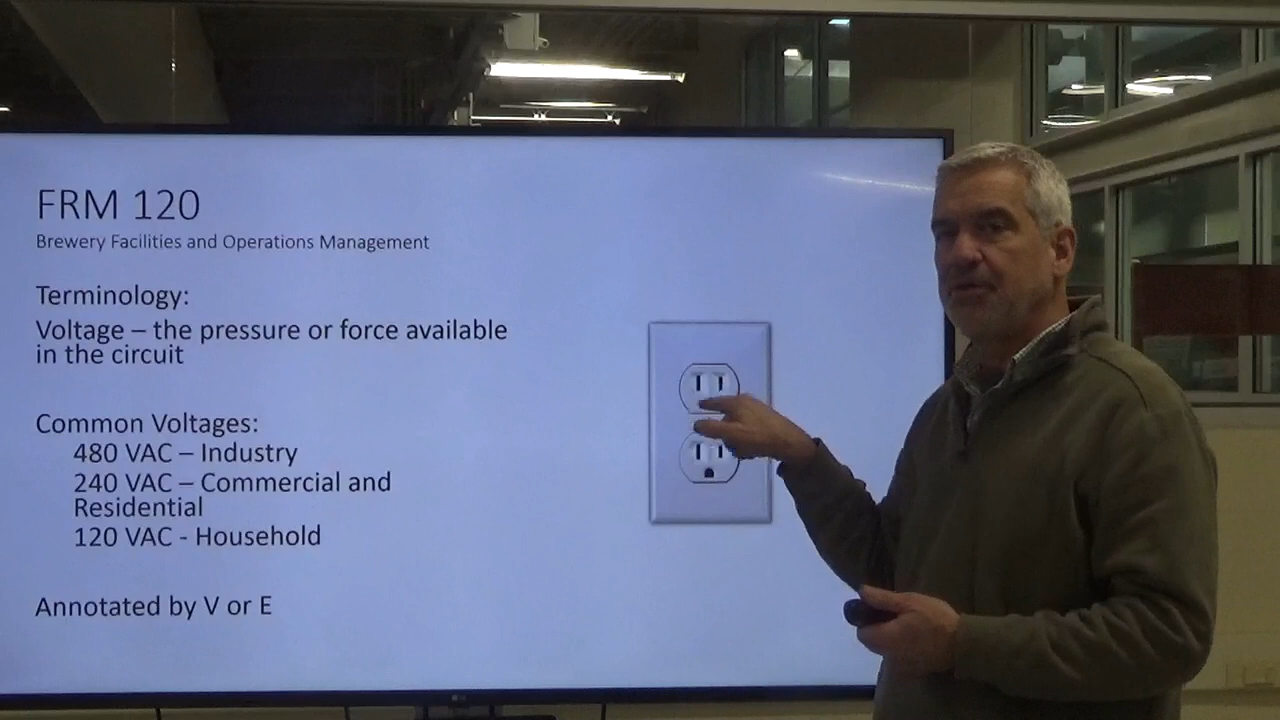 FRM 120
Brewery Facilities and Operations Management
Terminology:
Voltage – the pressure or force available
in the circuit
Common Voltages:
480 VAC – Industry
240 VAC – Commercial and
Residential
120 VAC - Household
Annotated by V or E
LG